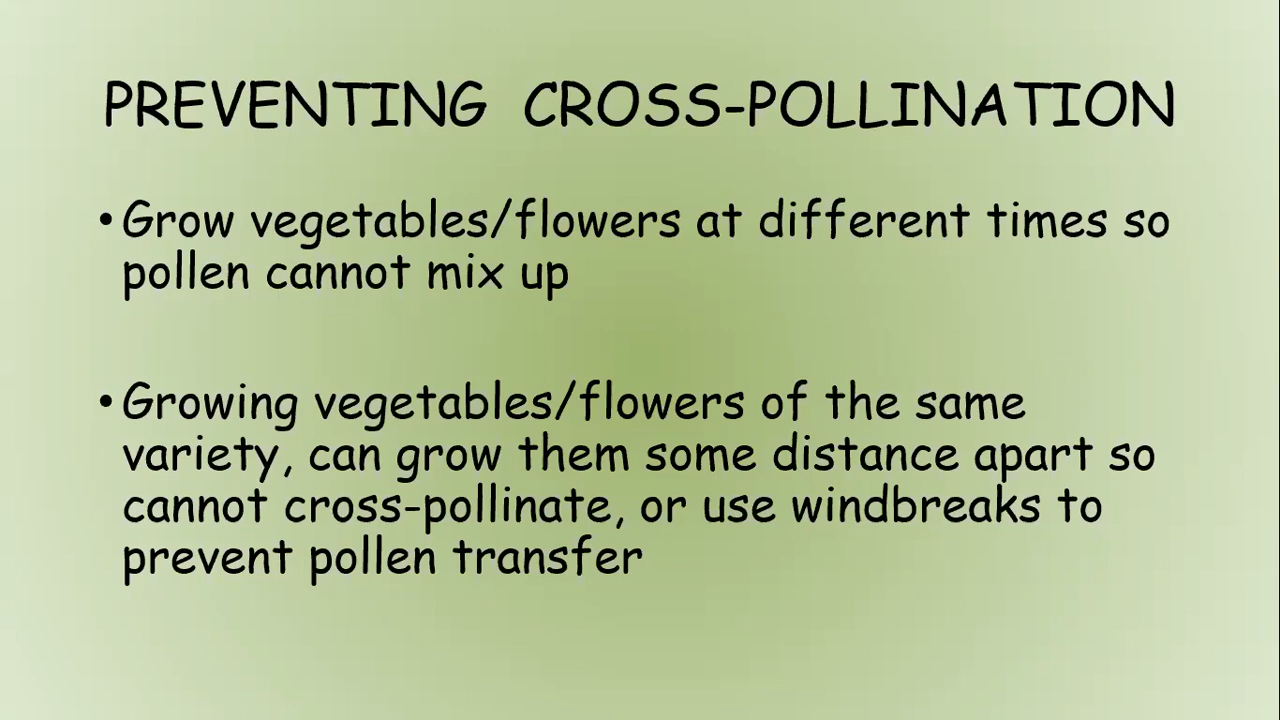 PREVENTING CROSS-POLLINATION
• Grow vegetables/flowers at different times so
pollen cannot mix up
• Growing vegetables/flowers of the same
variety, can grow them some distance apart so
cannot cross-pollinate, or use windbreaks to
prevent pollen transfer